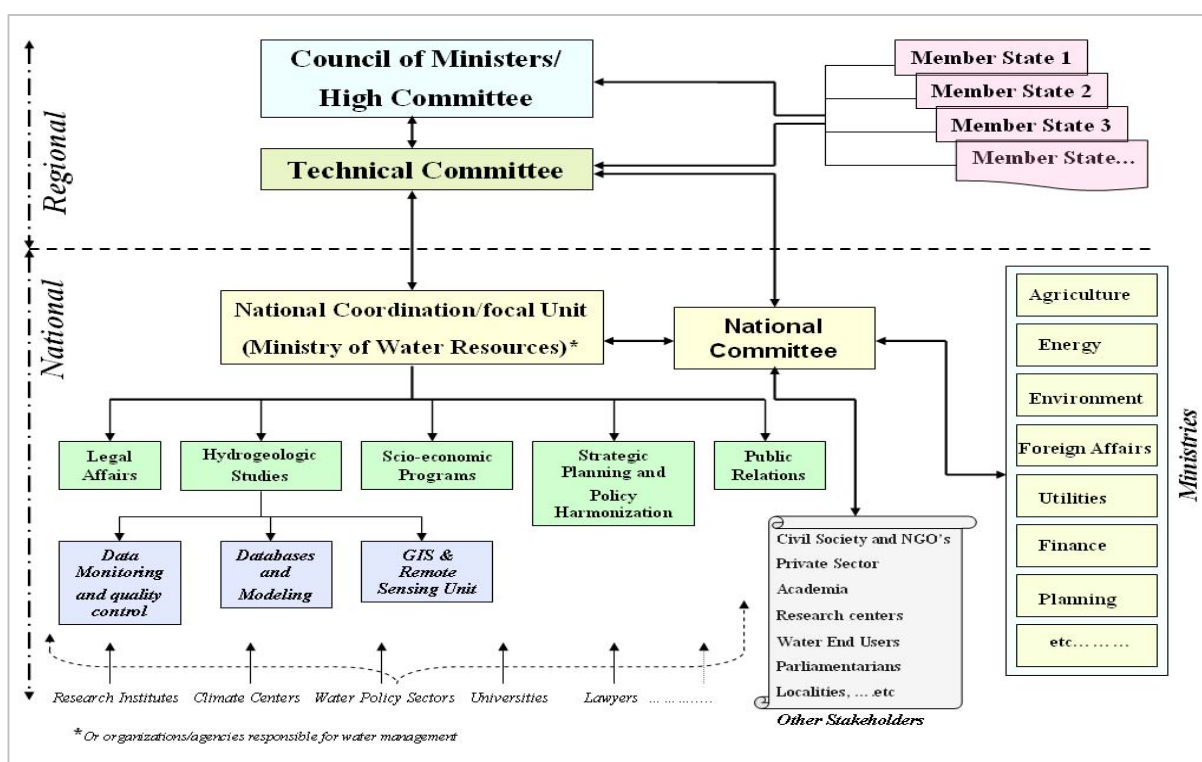 Council of Ministers/
High Committee
Technical Committee
Member State 1
Member State 2
Member State 3
Member State…
Regional
National
National Coordination/focal Unit
(Ministry of Water Resources)*
National
Committee
Legal
Affairs
Hydrogeologic
Studies
Scio-economic
Programs
Strategic
Planning and
Policy
Harmonization
Public
Relations
Data
Monitoring
and quality
control
Databases
and
Modeling
GIS &
Remote
Sensing Unit
Research Institutes
Climate Centers
Water Policy Sectors
Universities
Lawyers
………….
Civil Society and NGO's
Private Sector
Academia
Research centers
Water End Users
Parliamentarians
Localities, ….etc
Other Stakeholders
Agriculture
Energy
Environment
Foreign Affairs
Utilities
Finance
Planning
etc………
Ministries
*Or organizations/agencies responsible for water management